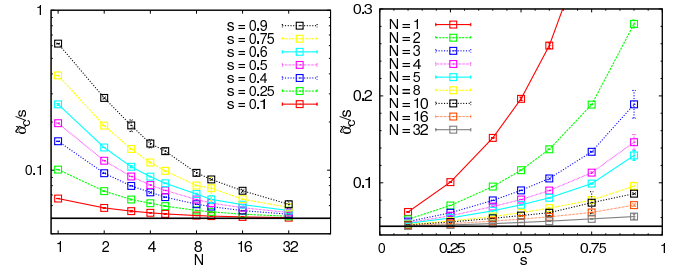 1
0.1
α̃c/s
1
2
4
8
16
32
N
s = 0.9
s = 0.75
s = 0.6
s = 0.5
s = 0.4
s = 0.25
s = 0.1
0.3
0.2
0.1
α̃c/s
0
0.25
0.5
0.75
1
s
N = 1
N = 2
N = 3
N = 4
N = 5
N = 8
N = 10
N = 16
N = 32